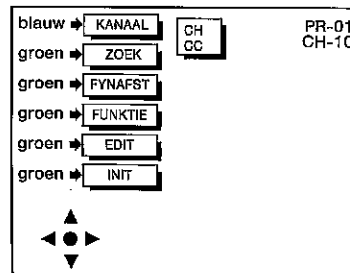 blauw KANAAL CH PR-01
CC CH-10
groen ZOEK
groen FYNAFST
groen FUNKTIE
groen EDIT
groen INIT